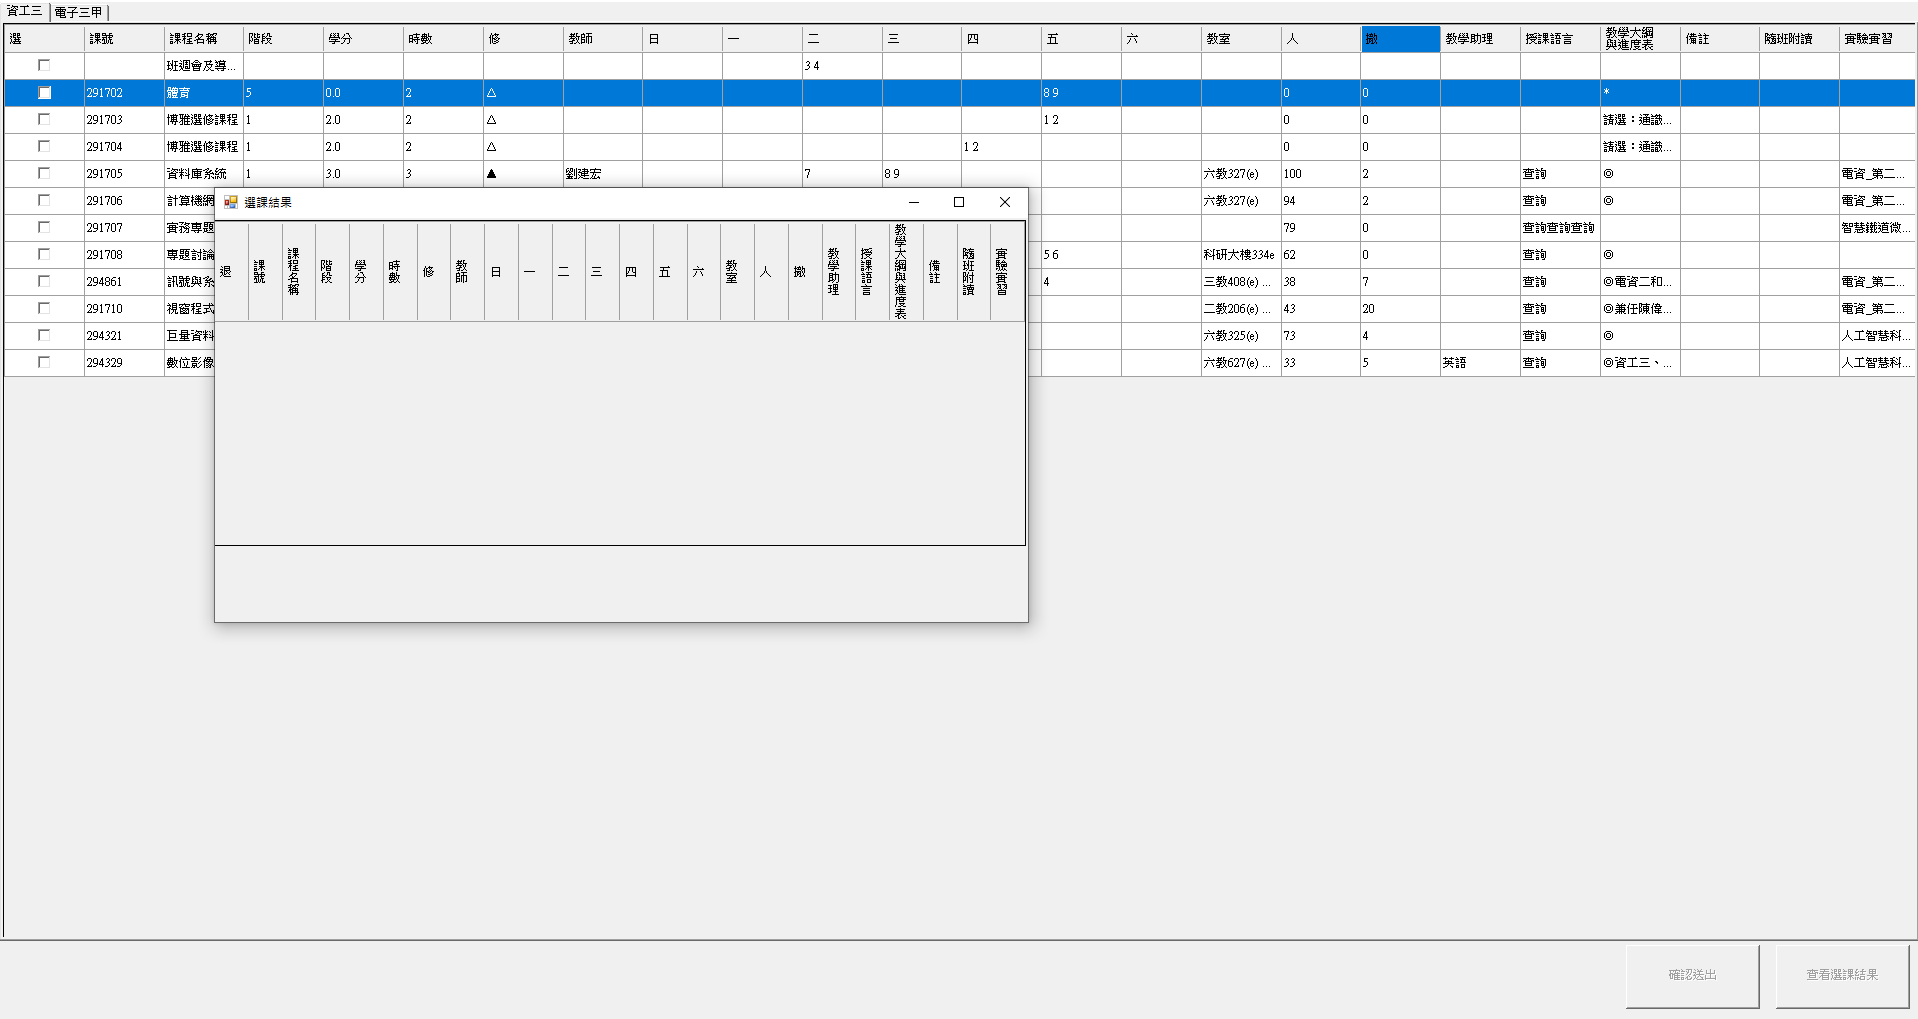 資工三 電子三甲
選 課號 課程名稱 階段 學分 時數 修 教師 日 一 二 三 四 五 六 教室 人 撤 教學助理 授課語言 教學大綱與進度表 備註 隨班附讀 實驗實習
班週會及導... 3 4
291702 體育 5 0.0 2 △ 8 9 0 0 *
291703 博雅選修課程 1 2.0 2 △ 1 2 0 0 請選：通識...
291704 博雅選修課程 1 2.0 2 △ 1 2 0 0 請選：通識...
291705 資料庫系統 1 3.0 3 ▲ 劉建宏 7 8 9 六教327(e) 100 2 查詢 ◎ 電資_第二...
291706 計算機網 六教327(e) 94 2 查詢 ◎ 電資_第二...
291707 實務專題 79 0 查詢查詢查詢 智慧鐵道微...
291708 專題討論 5 6 科研大樓334e 62 0 查詢 ◎
294861 訊號與系 4 三教408(e) ... 38 7 查詢 ◎電資二和... 電資_第二...
291710 視窗程式 二教206(e) ... 43 20 查詢 ◎兼任陳偉... 電資_第二...
294321 巨量資料 六教325(e) 73 4 查詢 ◎ 人工智慧科...
294329 數位影像 六教627(e) ... 33 5 英語 查詢 ◎資工三、... 人工智慧科...
選課結果
退 課號 課程名稱 階段 學分 時數 修 教師 日 一 二 三 四 五 六 教室 人 撤 教學助理 授課語言 教學大綱與進度表 備註 隨班附讀 實驗實習
確認送出 查看選課結果